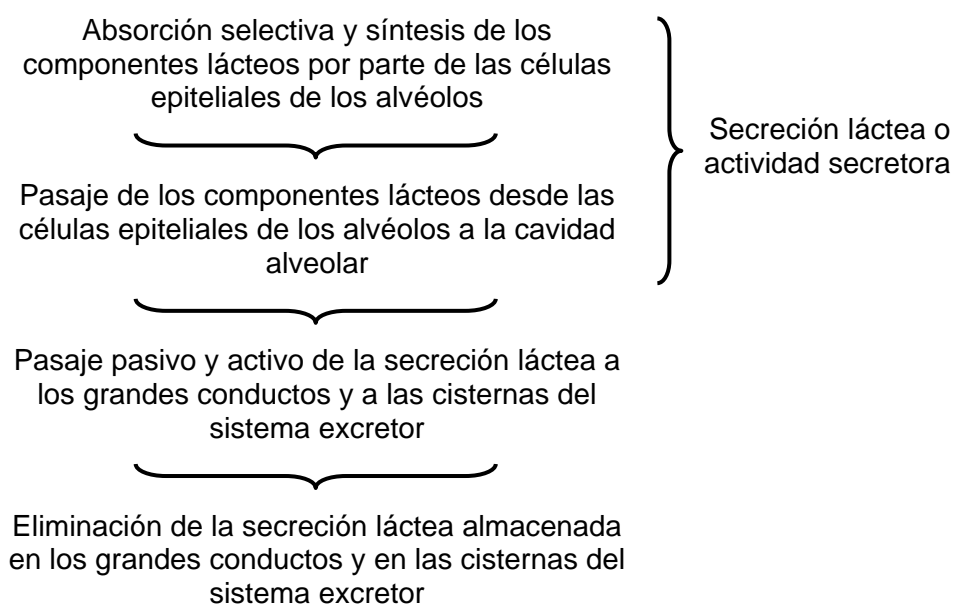 Absorción selectiva y síntesis de los
componentes lácteos por parte de las células
epiteliales de los alvéolos
Secreción láctea o
actividad secretora
Pasaje de los componentes lácteos desde las
células epiteliales de los alvéolos a la cavidad
alveolar
Pasaje pasivo y activo de la secreción láctea a
los grandes conductos y a las cisternas del
sistema excretor
Eliminación de la secreción láctea almacenada
en los grandes conductos y en las cisternas del
sistema excretor